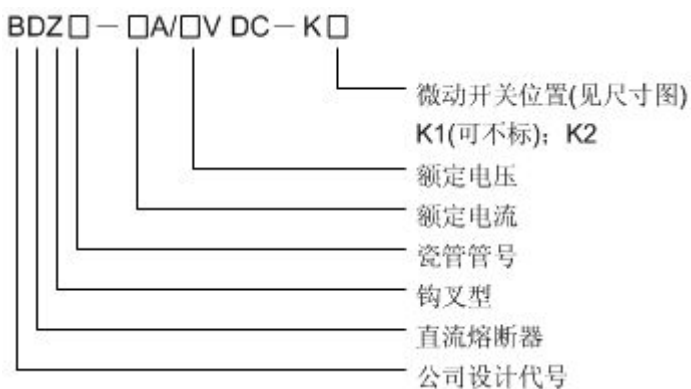 BDZ□－□A/□V DC－K□
微动开关位置(见尺寸图)
K1(可不标)；K2
额定电压
额定电流
瓷管管号
钩叉型
直流熔断器
公司设计代号